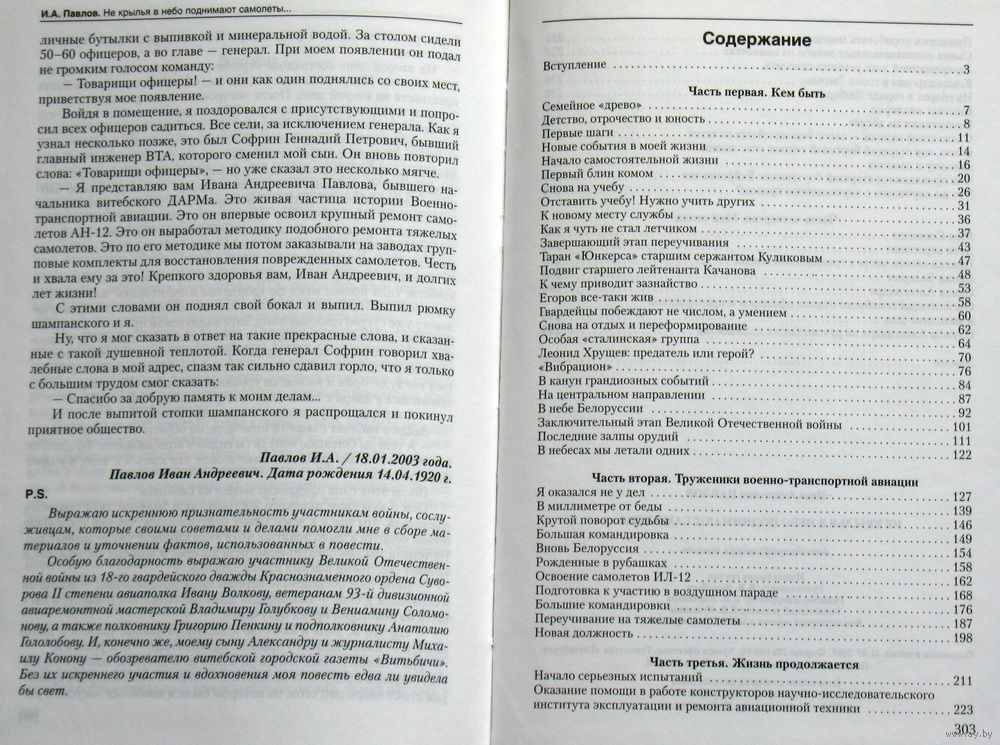 И.А. Павлов. Не крылья в небо поднимают самолеты...
личные бутылки с выпивкой и минеральной водой. За столом сидели
50–60 офицеров, а во главе — генерал. При моем появлении он подал
не громким голосом команду:
— Товарищи офицеры! — и они как один поднялись со своих мест,
приветствуя мое появление.
Войдя в помещение, я поздоровался с присутствующими и попро-
сил всех офицеров садиться. Все сели, за исключением генерала. Как я
узнал несколько позже, это был Софрин Геннадий Петрович, бывший
главный инженер ВТА, которого сменил мой сын. Он вновь повторил
слова: «Товарищи офицеры», — но уже сказал это несколько мягче.
— Я представляю вам Ивана Андреевича Павлова, бывшего на-
чальника витебского ДАРМа. Это живая частица истории Военно-
транспортной авиации. Это он впервые освоил крупный ремонт само-
летов АН-12. Это он выработал методику подобного ремонта тяжелых
самолетов. Это по его методике мы потом заказывали на заводах груп-
повые комплекты для восстановления поврежденных самолетов. Честь
и хвала ему за это! Крепкого здоровья вам, Иван Андреевич, и долгих
лет жизни!
С этими словами он поднял свой бокал и выпил. Выпил рюмку
шампанского и я.
Ну, что я мог сказать в ответ на такие прекрасные слова, и сказан-
ные с такой душевной теплотой. Когда генерал Софрин говорил хва-
лебные слова в мой адрес, спазм так сильно сдавил горло, что я только
с большим трудом смог сказать:
— Спасибо за добрую память к моим делам...
И после выпитой стопки шампанского я распрощался и покинул
приятное общество.
Павлов И.А. / 18.01.2003 года.
Павлов Иван Андреевич. Дата рождения 14.04.1920 г.
P.S.
Выражаю искреннюю признательность участникам войны, сослу-
живцам, которые своими советами и делами помогли мне в сборе ма-
териалов и уточнении фактов, использованных в повести.
Особую благодарность выражаю участнику Великой Отечествен-
ной войны из 18-го гвардейского дважды Краснознаменного ордена Суво-
рова II степени авиаполка Ивану Волкову, ветеранам 93-й дивизионной
авиаремонтной мастерской Владимиру Голубкову и Вениамину Соломо-
нову, а также полковнику Григорию Пенкину и подполковнику Анатолию
Гололобову. И, конечно же, моему сыну Александру и журналисту Миха-
илу Конону — обозревателю витебской городской газеты «Витьбичи».
Без их искреннего участия и вдохновения моя повесть едва ли увидела
бы свет.
Содержание
Вступление 3
Часть первая. Кем быть
Семейное «древо» 7
Детство, отрочество и юность 8
Первые шаги 11
Новые события в моей жизни 14
Начало самостоятельной жизни 16
Первый блин комом 20
Снова на учебу 26
Отставить учебу! Нужно учить других 31
К новому месту службы 36
Как я чуть не стал летчиком 37
Завершающий этап переучивания 43
Таран «Юнкерса» старшим сержантом Куликовым 47
Подвиг старшего лейтенанта Качанова 48
К чему приводит зазнайство 53
Егоров все-таки жив 58
Гвардейцы побеждают не числом, а умением 60
Снова на отдых и переформирование 62
Особая «сталинская» группа 64
Леонид Хрущев: предатель или герой? 70
«Вибрацион» 76
В канун грандиозных событий 84
На центральном направлении 87
В небе Белоруссии 92
Заключительный этап Великой Отечественной войны 101
Последние залпы орудий 111
В небесах мы летали одних 122
Часть вторая. Труженики военно-транспортной авиации
Я оказался не у дел 127
В миллиметре от беды 139
Крутой поворот судьбы 146
Большая командировка 149
Вновь Белоруссия 154
Рожденные в рубашках 158
Освоение самолетов ИЛ-12 162
Подготовка к участию в воздушном параде 168
Большие командировки 176
Переучивание на тяжелые самолеты 187
Новая должность 198
Часть третья. Жизнь продолжается
Начало серьезных испытаний 211
Оказание помощи в работе конструкторов научно-исследовательского
института эксплуатации и ремонта авиационной техники 223
303
www.ay.by